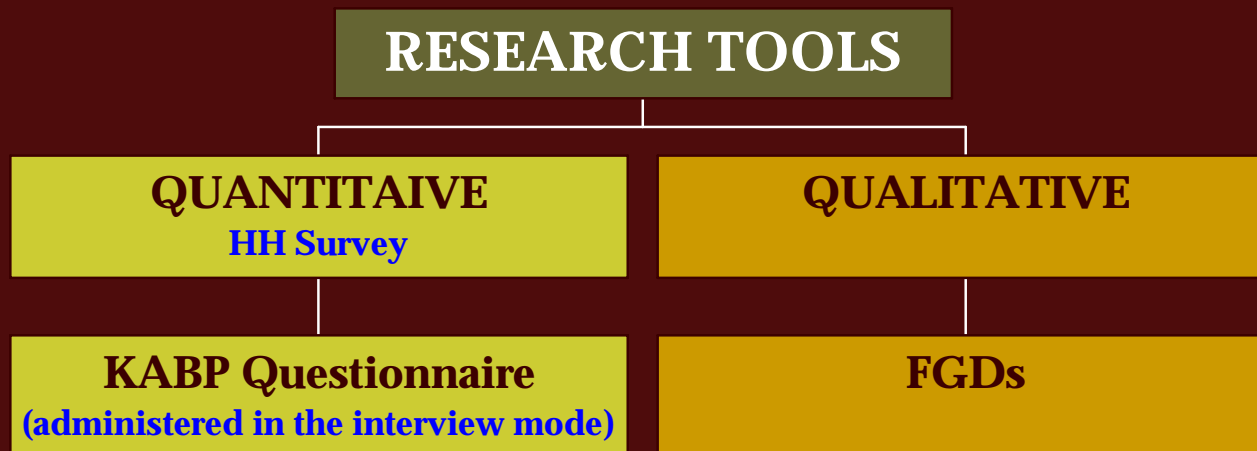 RESEARCH TOOLS
QUANTITAIVE
HH Survey
QUALITATIVE
KABP Questionnaire
(administered in the interview mode)
FGDs